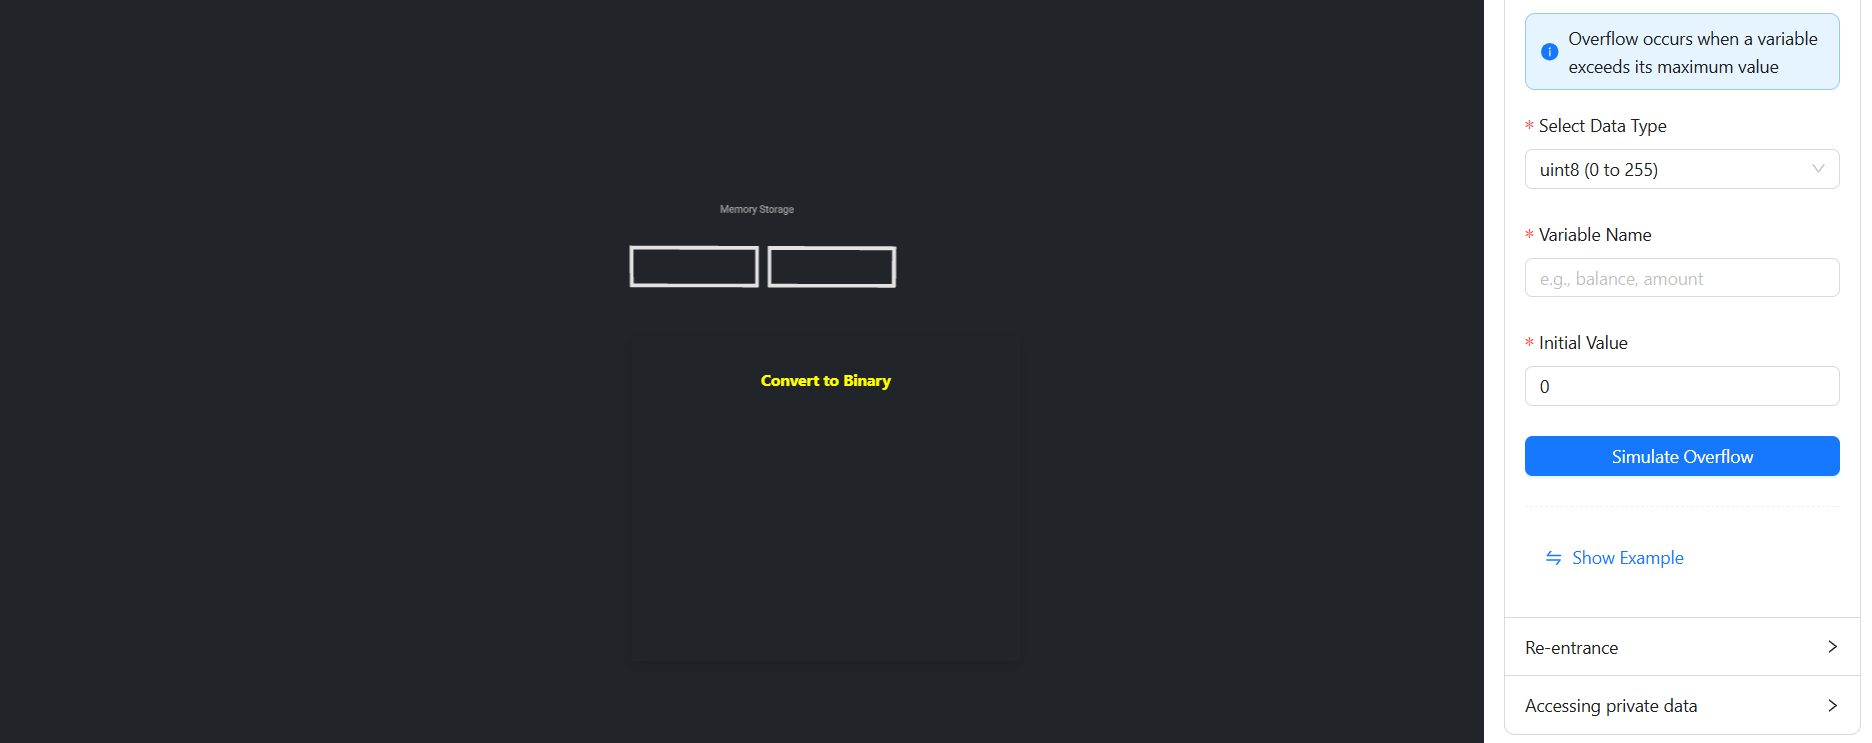 Memory Storage
Convert to Binary
Overflow occurs when a variable
exceeds its maximum value
* Select Data Type
uint8 (0 to 255)
* Variable Name
e.g., balance, amount
* Initial Value
0
Simulate Overflow
Show Example
Re-entrance
Accessing private data